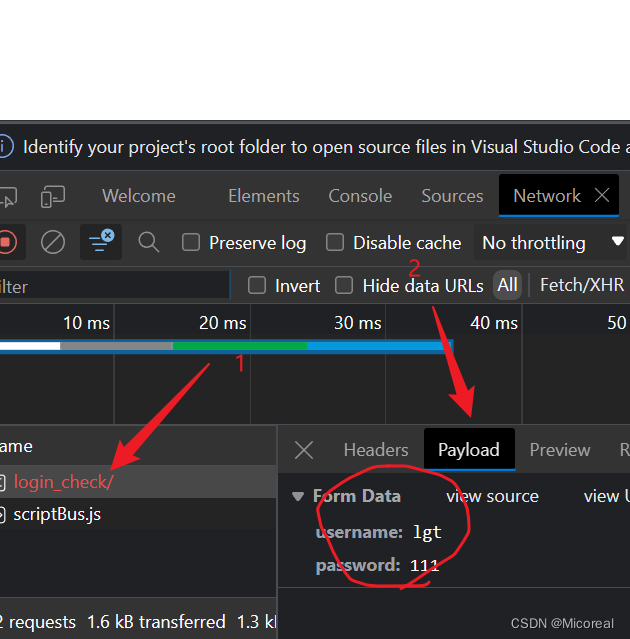 Identify your project's root folder to open source files in Visual Studio Code a
Welcome Elements Console Sources Network
Preserve log Disable cache No throttling
ilter Invert Hide data URLs All Fetch/XHR
2
10 ms 20 ms 30 ms 40 ms 50
1
ame Headers Payload Preview R
login_check/
Form Data view source view U
scriptBus.js
username: lgt
password: 111
2 requests 1.6 kB transferred 1.3 k
CSDN @Micoreal